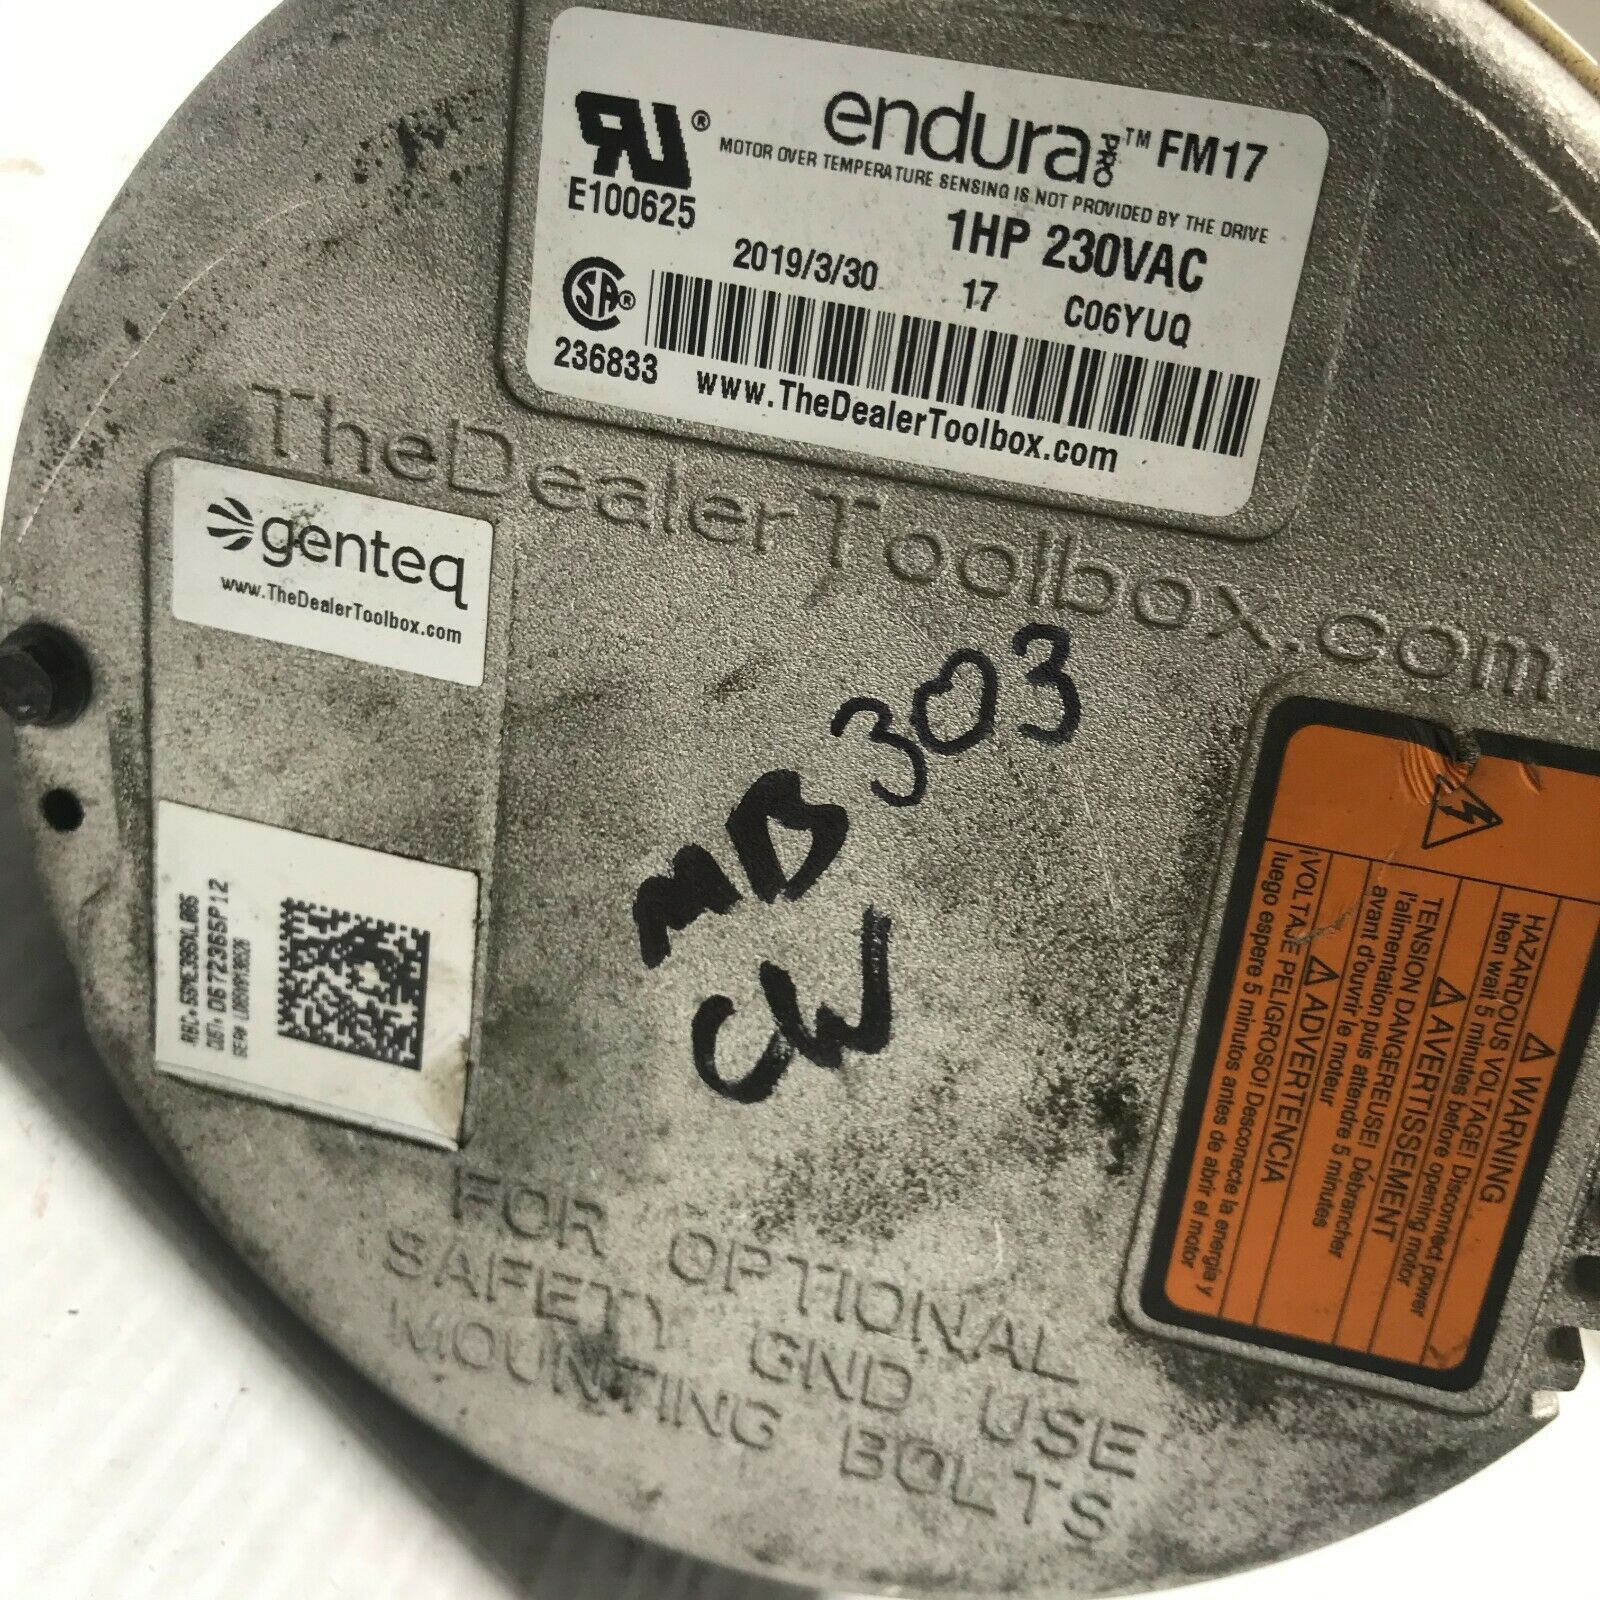 endura PRO™ FM17
®
MOTOR OVER TEMPERATURE SENSING IS NOT PROVIDED BY THE DRIVE
E100625
1HP 230VAC
2019/3/30 17 C06YUQ
SA ®
236833
www.TheDealerToolbox.com
TheDealerToolbox.com
genteq
www.TheDealerToolbox.com
MB 303
CW
CUST: D672365P12
⚠ WARNING
HAZARDOUS VOLTAGE! Disconnect power
then wait 5 minutes before opening motor
⚠ AVERTISSEMENT
TENSION DANGEREUSE! Débrancher
l'alimentation puis attendre 5 minutes
avant d'ouvrir le moteur
⚠ ADVERTENCIA
¡VOLTAJE PELIGROSO! Desconecte la energia y
luego espere 5 minutos antes de abrir el motor
FOR OPTIONAL
SAFETY GND USE
MOUNTING BOLTS